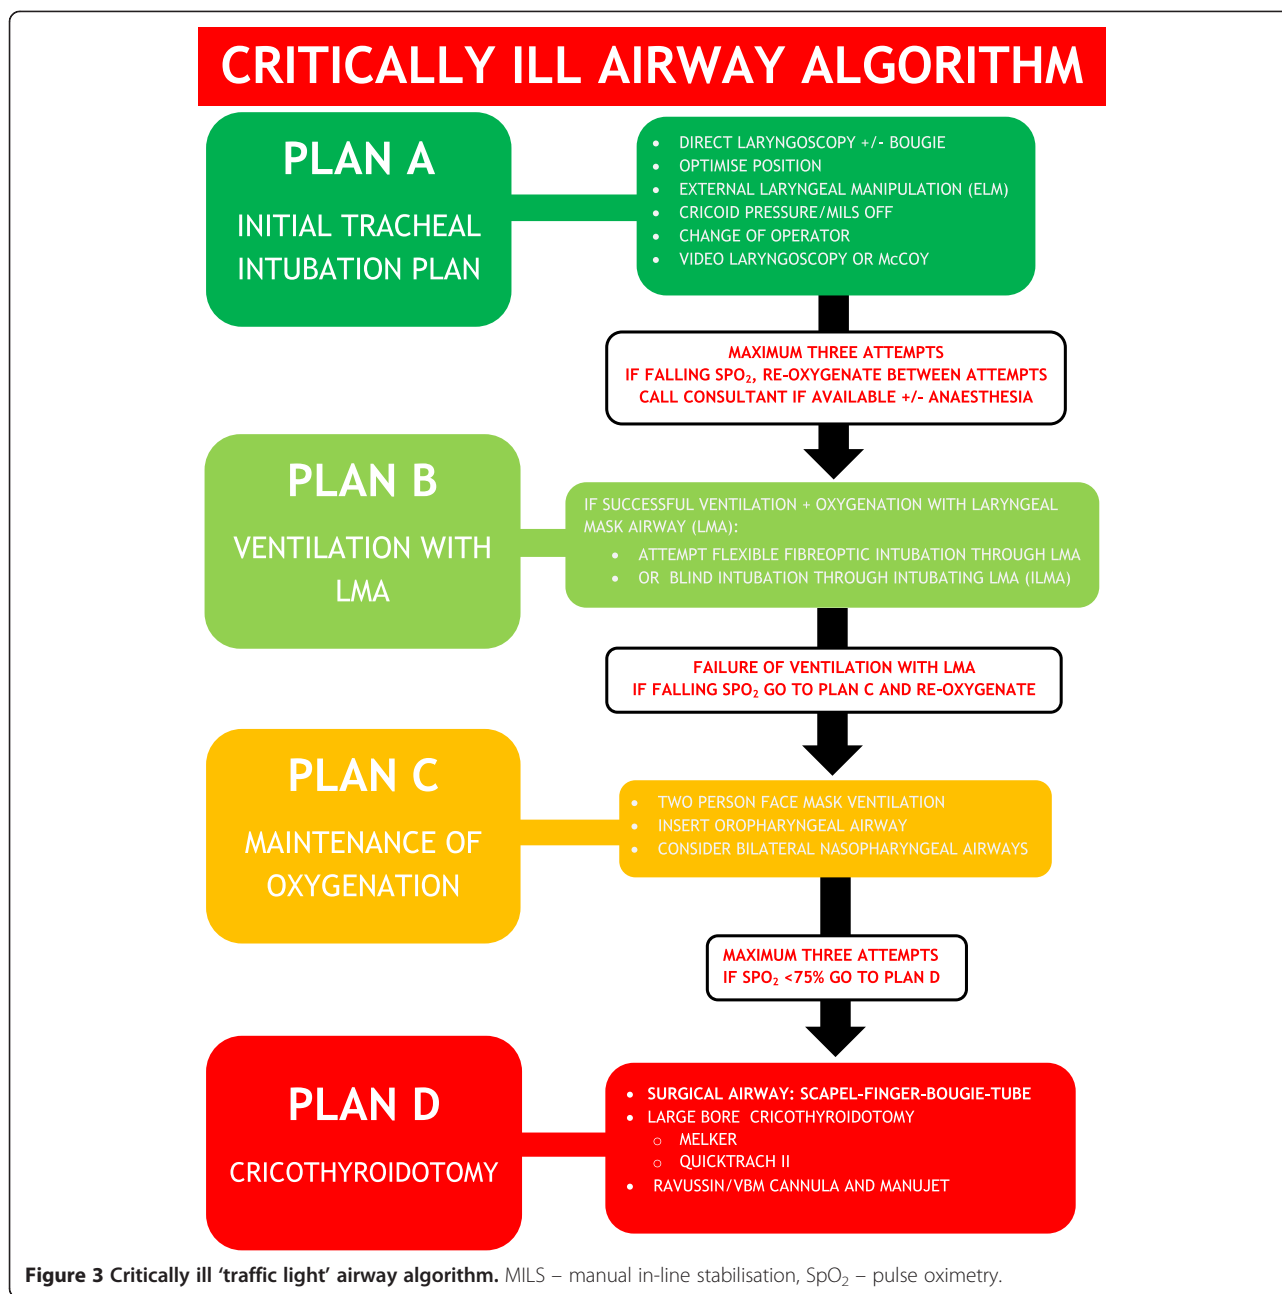 CRITICALLY ILL AIRWAY ALGORITHM
PLAN A
INITIAL TRACHEAL
INTUBATION PLAN
• DIRECT LARYNGOSCOPY +/- BOUGIE
• OPTIMISE POSITION
• EXTERNAL LARYNGEAL MANIPULATION (ELM)
• CRICOID PRESSURE/MILS OFF
• CHANGE OF OPERATOR
• VIDEO LARYNGOSCOPY OR McCOY
MAXIMUM THREE ATTEMPTS
IF FALLING SPO₂, RE-OXYGENATE BETWEEN ATTEMPTS
CALL CONSULTANT IF AVAILABLE +/- ANAESTHESIA
PLAN B
VENTILATION WITH
LMA
IF SUCCESSFUL VENTILATION + OXYGENATION WITH LARYNGEAL
MASK AIRWAY (LMA):
• ATTEMPT FLEXIBLE FIBREOPTIC INTUBATION THROUGH LMA
• OR BLIND INTUBATION THROUGH INTUBATING LMA (ILMA)
FAILURE OF VENTILATION WITH LMA
IF FALLING SPO₂ GO TO PLAN C AND RE-OXYGENATE
PLAN C
MAINTENANCE OF
OXYGENATION
• TWO PERSON FACE MASK VENTILATION
• INSERT OROPHARYNGEAL AIRWAY
• CONSIDER BILATERAL NASOPHARYNGEAL AIRWAYS
MAXIMUM THREE ATTEMPTS
IF SPO₂ <75% GO TO PLAN D
PLAN D
CRICOTHYROIDOTOMY
• SURGICAL AIRWAY: SCAPEL-FINGER-BOUGIE-TUBE
• LARGE BORE CRICOTHYROIDOTOMY
○ MELKER
○ QUICKTRACH II
• RAVUSSIN/VBM CANNULA AND MANUJET
Figure 3 Critically ill ‘traffic light’ airway algorithm. MILS – manual in-line stabilisation, SpO₂ – pulse oximetry.